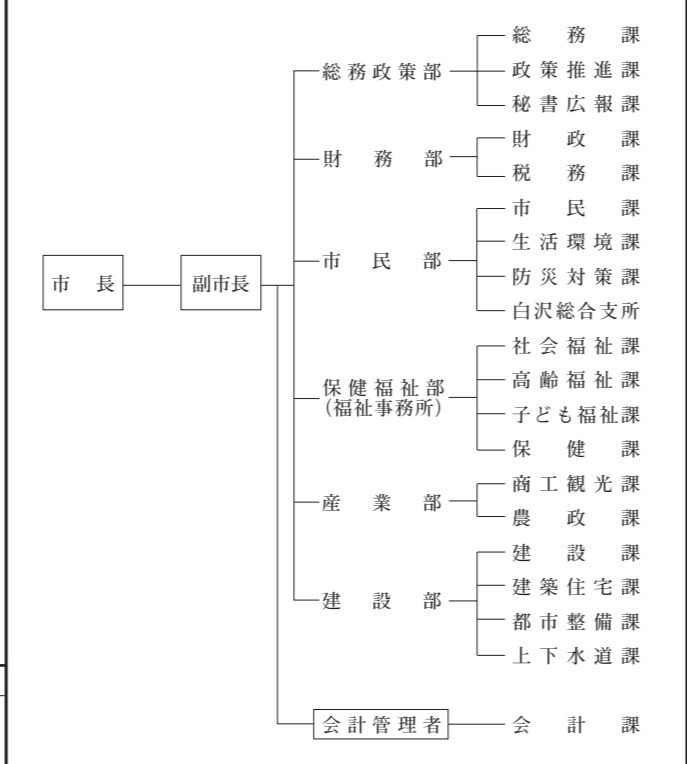 総務課
総務政策部
政策推進課
秘書広報課
財務部
財政課
税務課
市民部
市民課
生活環境課
防災対策課
白沢総合支所
市長
副市長
保健福祉部
(福祉事務所)
社会福祉課
高齢福祉課
子ども福祉課
保健課
産業部
商工観光課
農政課
建設部
建設課
建築住宅課
都市整備課
上下水道課
会計管理者
会計課